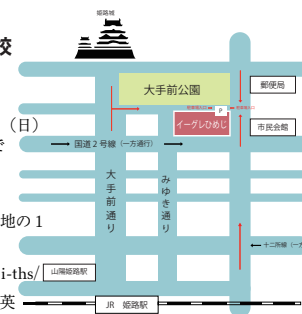 姫路城
校
大手前公園
郵便局
P
（日）
イーグレひめじ
市民会館
で
国道２号線（一方通行）
大手前通り
みゆき通り
地の 1
十二所線（一方
i-ths/
山陽姫路駅
英
JR 姫路駅